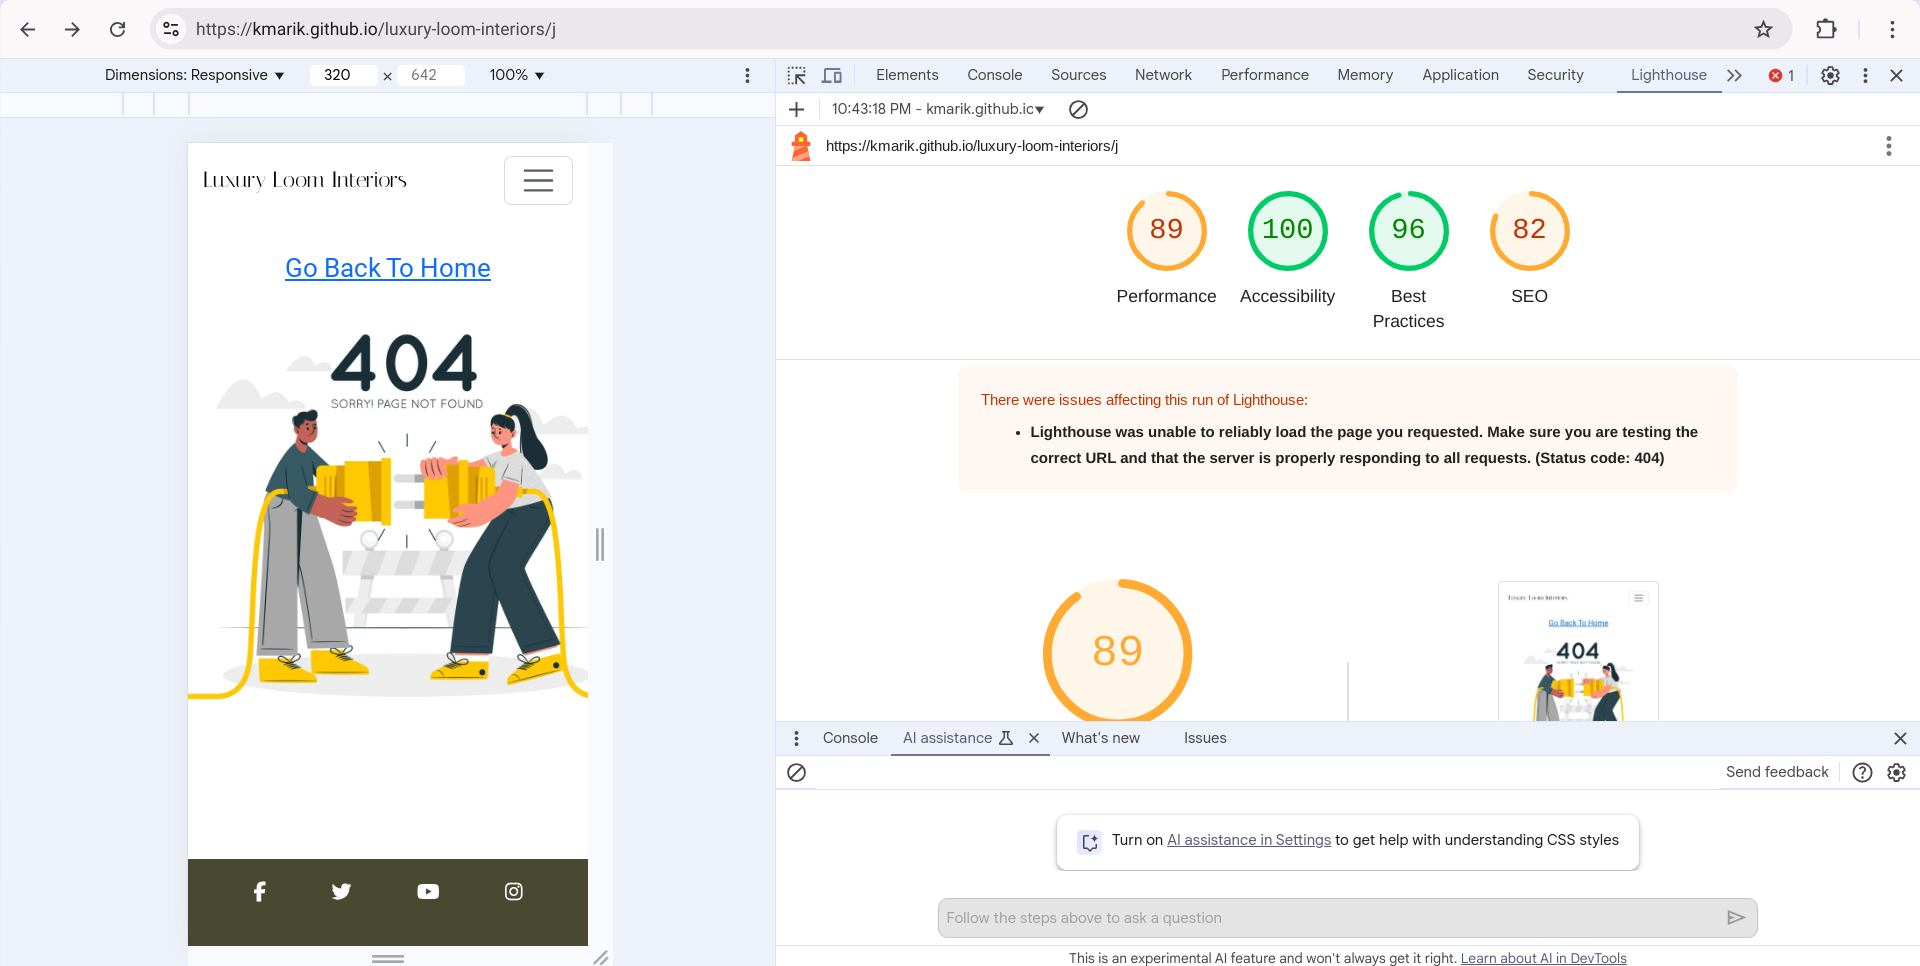 https://kmarik.github.io/luxury-loom-interiors/j
Dimensions: Responsive 320 × 642 100%
Elements Console Sources Network Performance Memory Application Security Lighthouse 1
10:43:18 PM - kmarik.github.ic
https://kmarik.github.io/luxury-loom-interiors/j
Luxury Loom Interiors
Go Back To Home
404
SORRY! PAGE NOT FOUND
89 100 96 82
Performance Accessibility Best Practices SEO
There were issues affecting this run of Lighthouse:
• Lighthouse was unable to reliably load the page you requested. Make sure you are testing the
correct URL and that the server is properly responding to all requests. (Status code: 404)
89
Luxury Loom Interiors
Go Back To Home
404
SORRY! PAGE NOT FOUND
Console AI assistance What's new Issues
Send feedback
Turn on AI assistance in Settings to get help with understanding CSS styles
Follow the steps above to ask a question
This is an experimental AI feature and won't always get it right. Learn about AI in DevTools